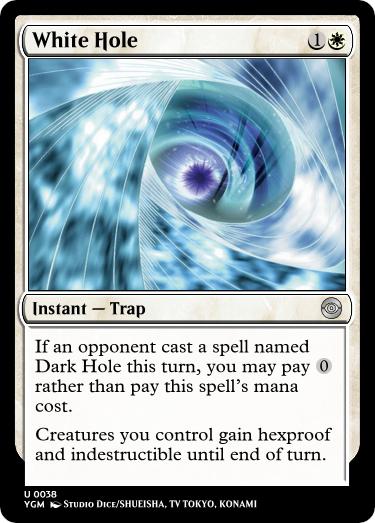 White Hole 1
Instant — Trap
If an opponent cast a spell named
Dark Hole this turn, you may pay 0
rather than pay this spell's mana
cost.
Creatures you control gain hexproof
and indestructible until end of turn.
U 0038
YGM Studio Dice/SHUEISHA, TV TOKYO, KONAMI